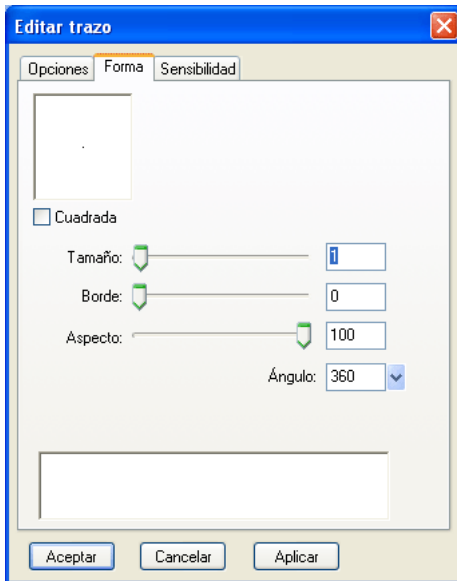 Editar trazo
Opciones Forma Sensibilidad
Cuadrada
Tamaño: 1
Borde: 0
Aspecto: 100
Ángulo: 360
Aceptar Cancelar Aplicar